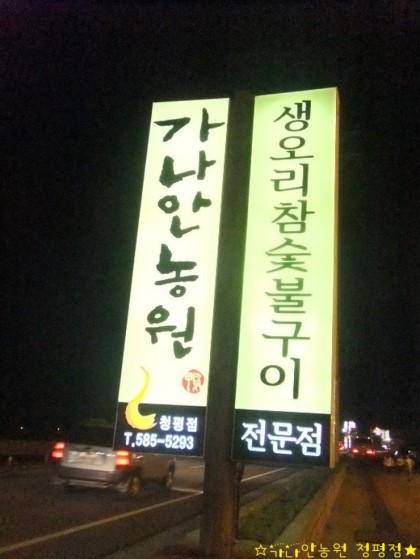 가나안농원
청평점
T.585-5293
생오리참숯불구이
전문점
☆가나안농원 청평점★